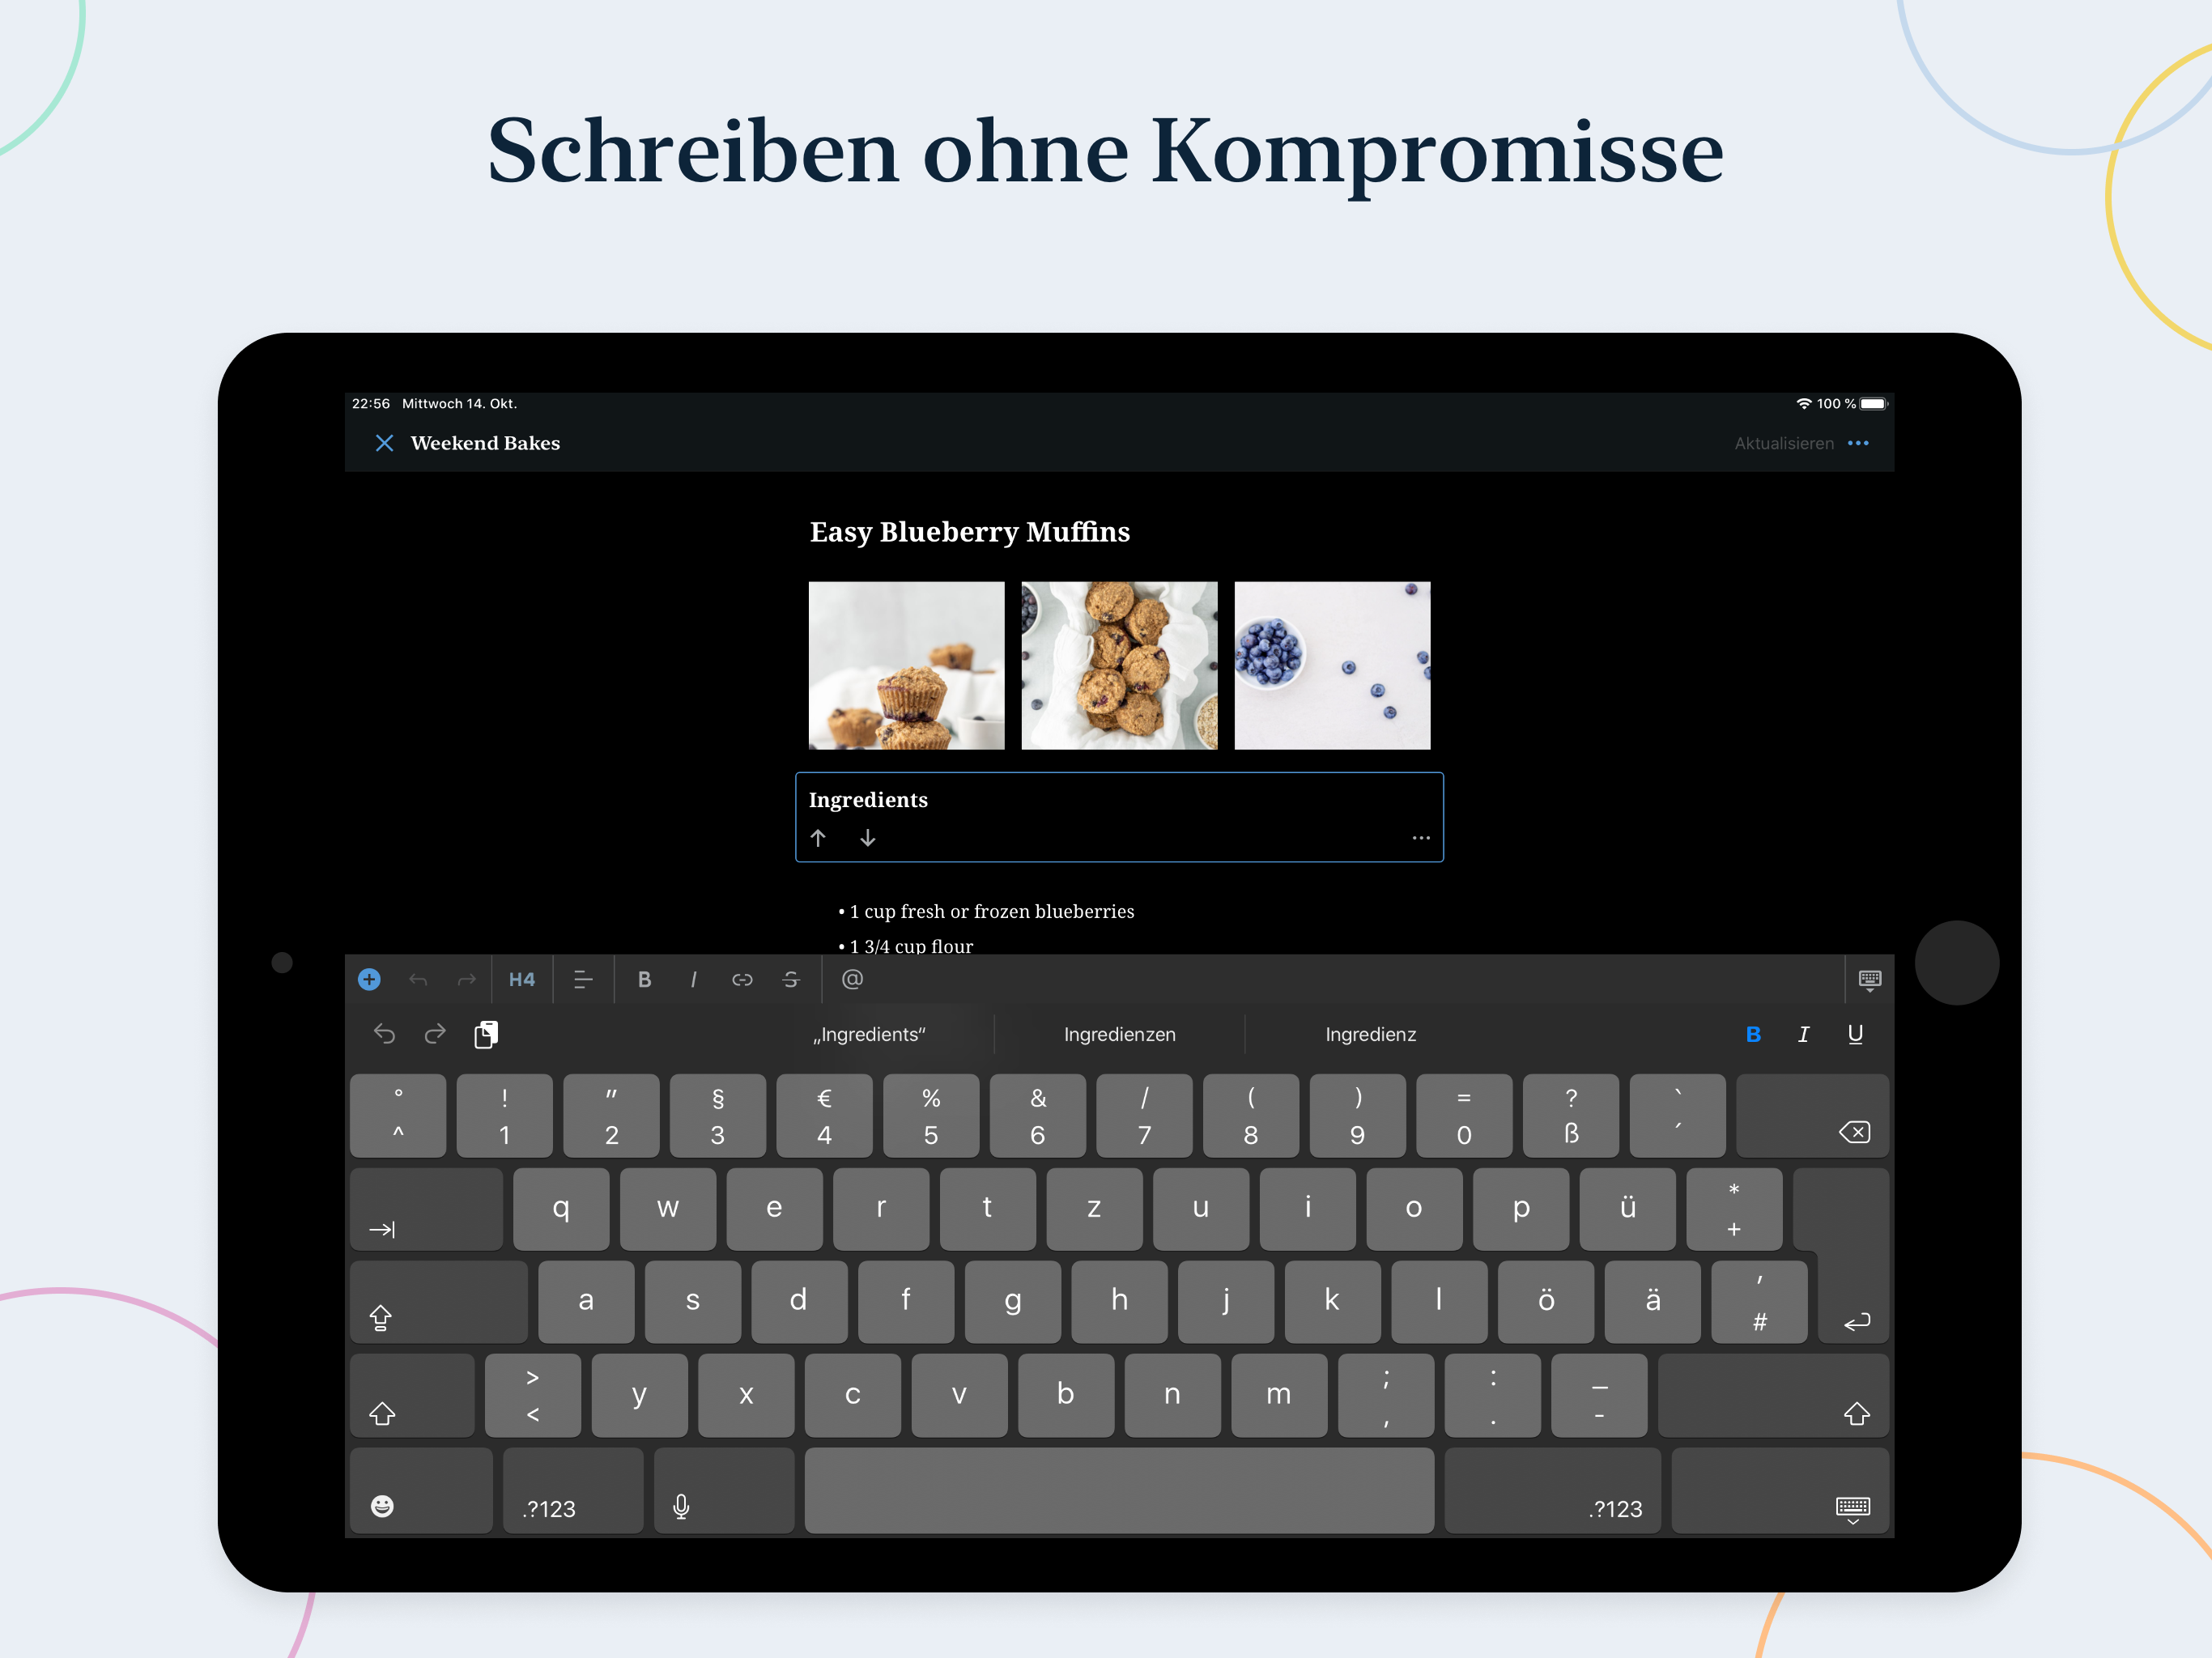 Schreiben ohne Kompromisse
22:56 Mittwoch 14. Okt.
100 %
Weekend Bakes
Aktualisieren
Easy Blueberry Muffins
Ingredients
• 1 cup fresh or frozen blueberries
• 1 3/4 cup flour
H4 B I S @
„Ingredients“ Ingredienzen Ingredienz B I U
° ! " § € % & / ( ) = ? `
^ 1 2 3 4 5 6 7 8 9 0 ß ´
q w e r t z u i o p ü * +
a s d f g h j k l ö ä ' #
> < y x c v b n m ; , : . _ -
.?123 .?123